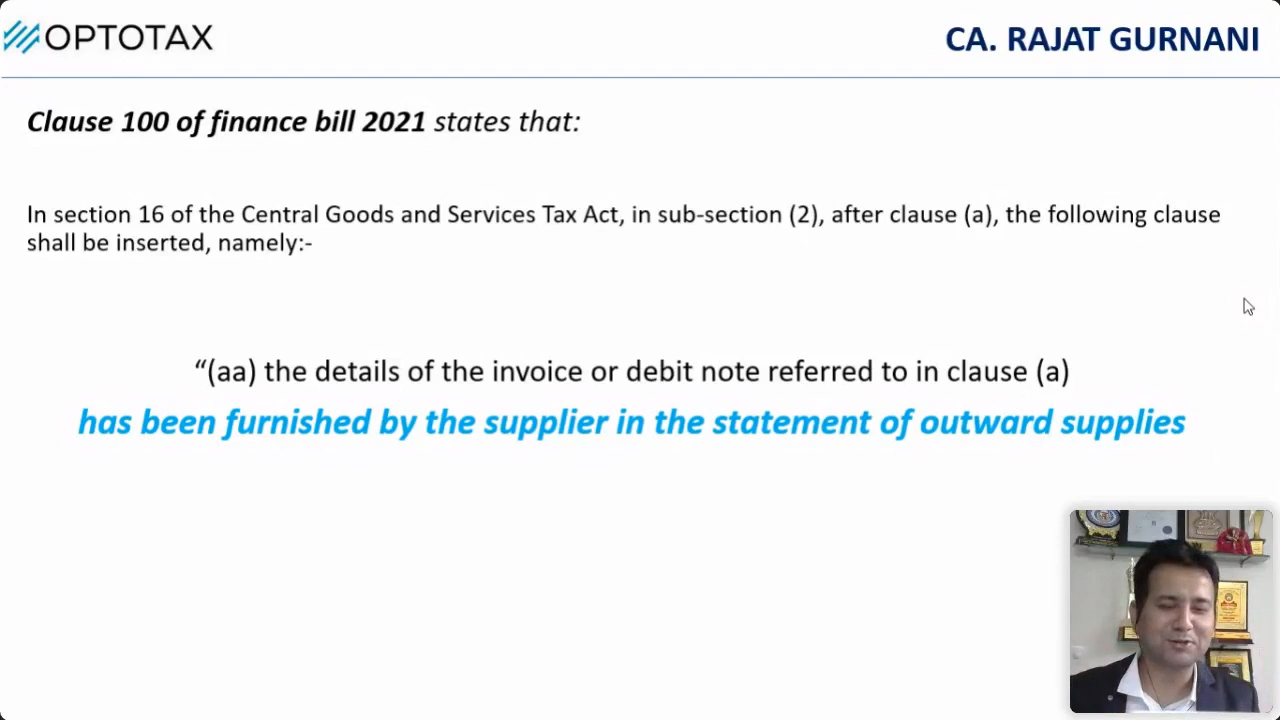 OPTOTAX
CA. RAJAT GURNANI
Clause 100 of finance bill 2021 states that:
In section 16 of the Central Goods and Services Tax Act, in sub-section (2), after clause (a), the following clause
shall be inserted, namely:-
“(aa) the details of the invoice or debit note referred to in clause (a)
has been furnished by the supplier in the statement of outward supplies